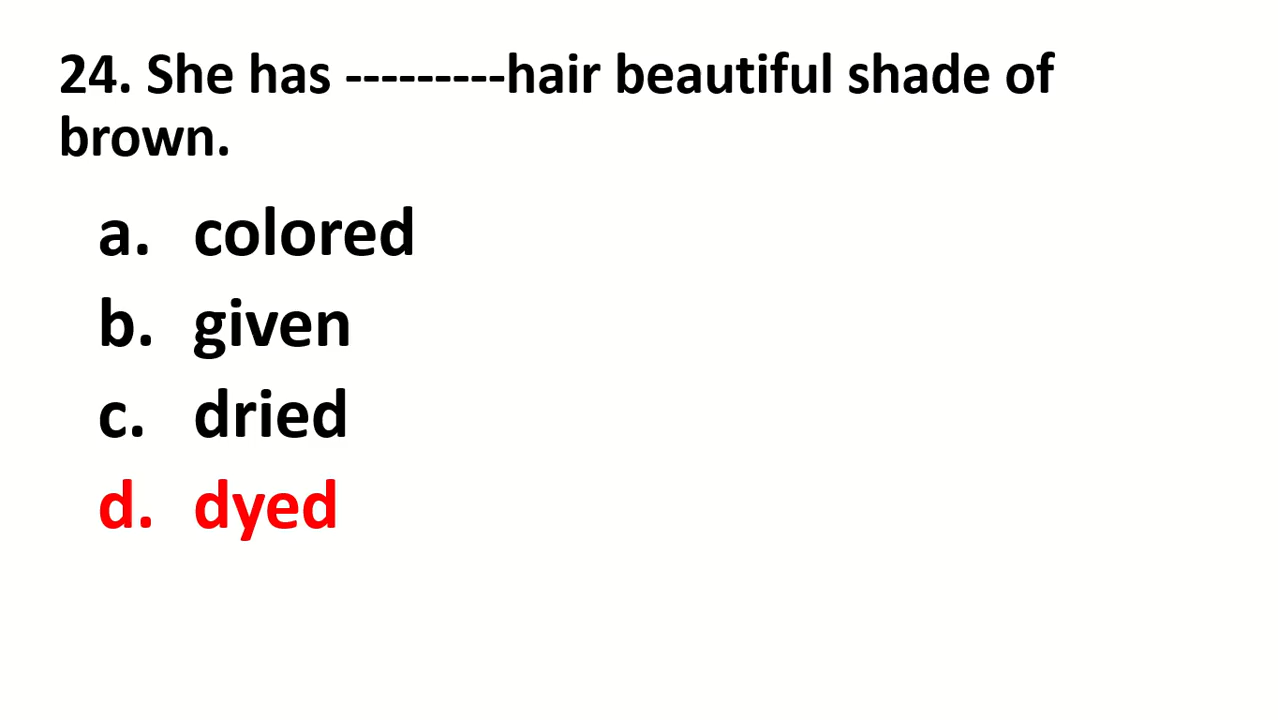 24. She has ---------hair beautiful shade of
brown.
a. colored
b. given
c. dried
d. dyed